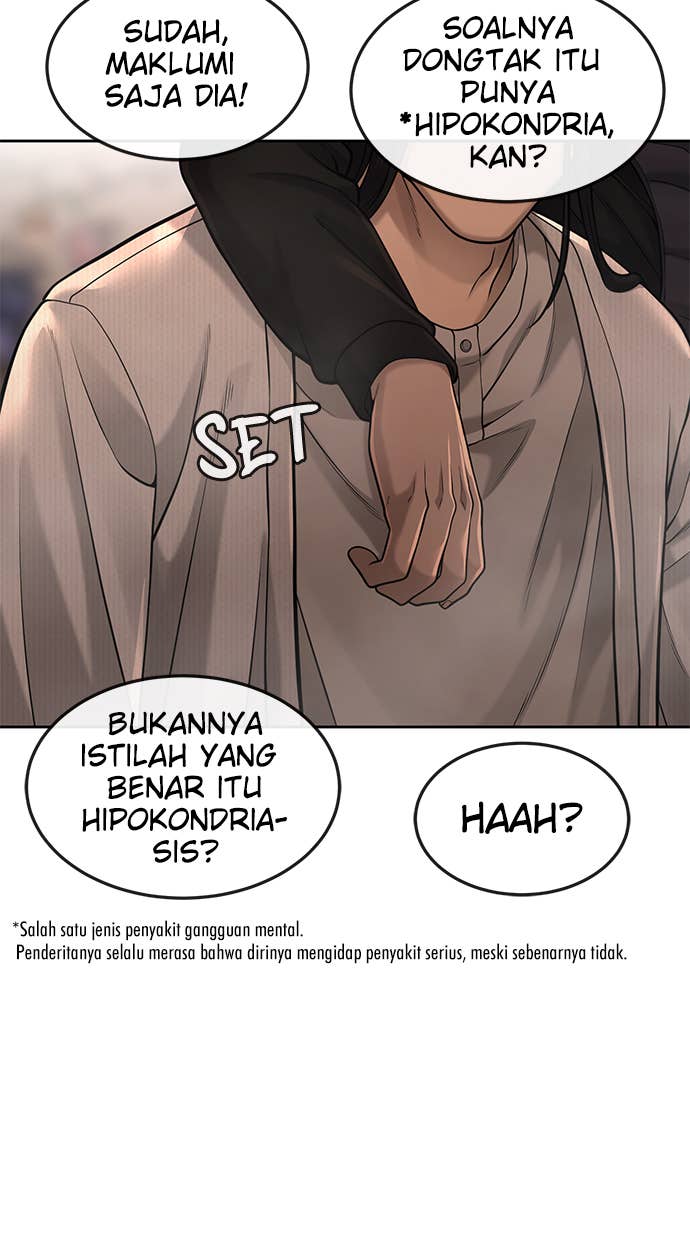 SUDAH,
MAKLUMI
SAJA DIA!
SOALNYA
DONGTAK ITU
PUNYA
*HIPOKONDRIA,
KAN?
SET
BUKANNYA
ISTILAH YANG
BENAR ITU
HIPOKONDRIA-
SIS?
HAAH?
*Salah satu jenis penyakit gangguan mental.
Penderitanya selalu merasa bahwa dirinya mengidap penyakit serius, meski sebenarnya tidak.